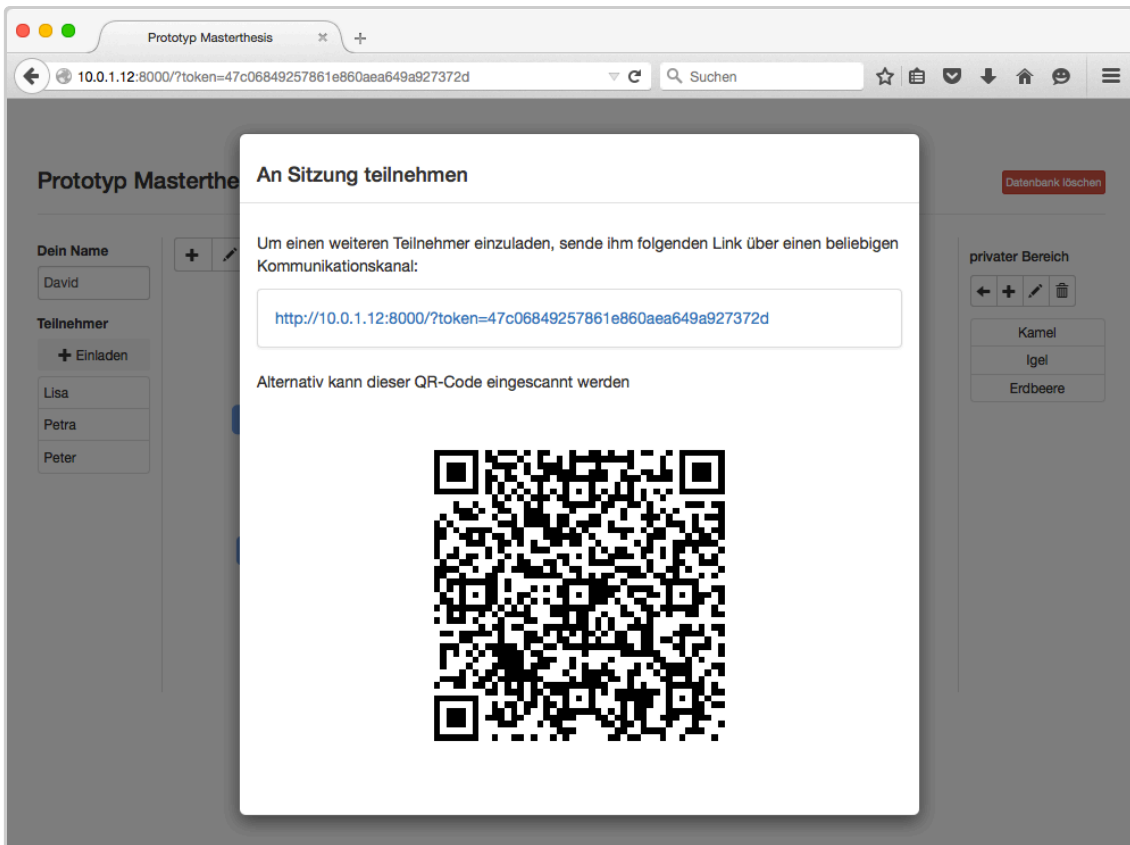 Prototyp Masterthesis
10.0.1.12:8000/?token=47c06849257861e860aea649a927372d
Suchen
Prototyp Masterthe
Datenbank löschen
An Sitzung teilnehmen
Um einen weiteren Teilnehmer einzuladen, sende ihm folgenden Link über einen beliebigen
Kommunikationskanal:
http://10.0.1.12:8000/?token=47c06849257861e860aea649a927372d
Alternativ kann dieser QR-Code eingescannt werden
Dein Name
David
Teilnehmer
Einladen
Lisa
Petra
Peter
privater Bereich
Kamel
Igel
Erdbeere